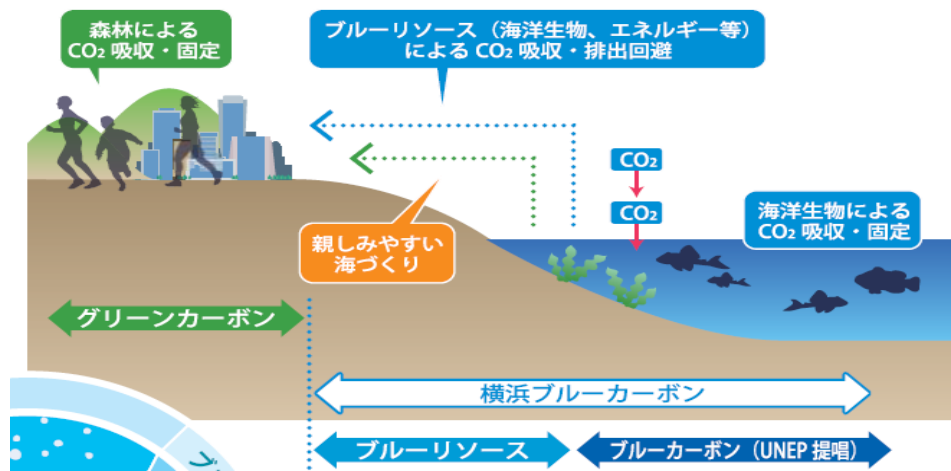 森林による
CO₂ 吸収・固定
ブルーリソース（海洋生物、エネルギー等）
による CO₂ 吸収・排出回避
CO₂
CO₂
海洋生物による
CO₂ 吸収・固定
親しみやすい
海づくり
グリーンカーボン
横浜ブルーカーボン
ブルーリソース
ブルーカーボン（UNEP 提唱）